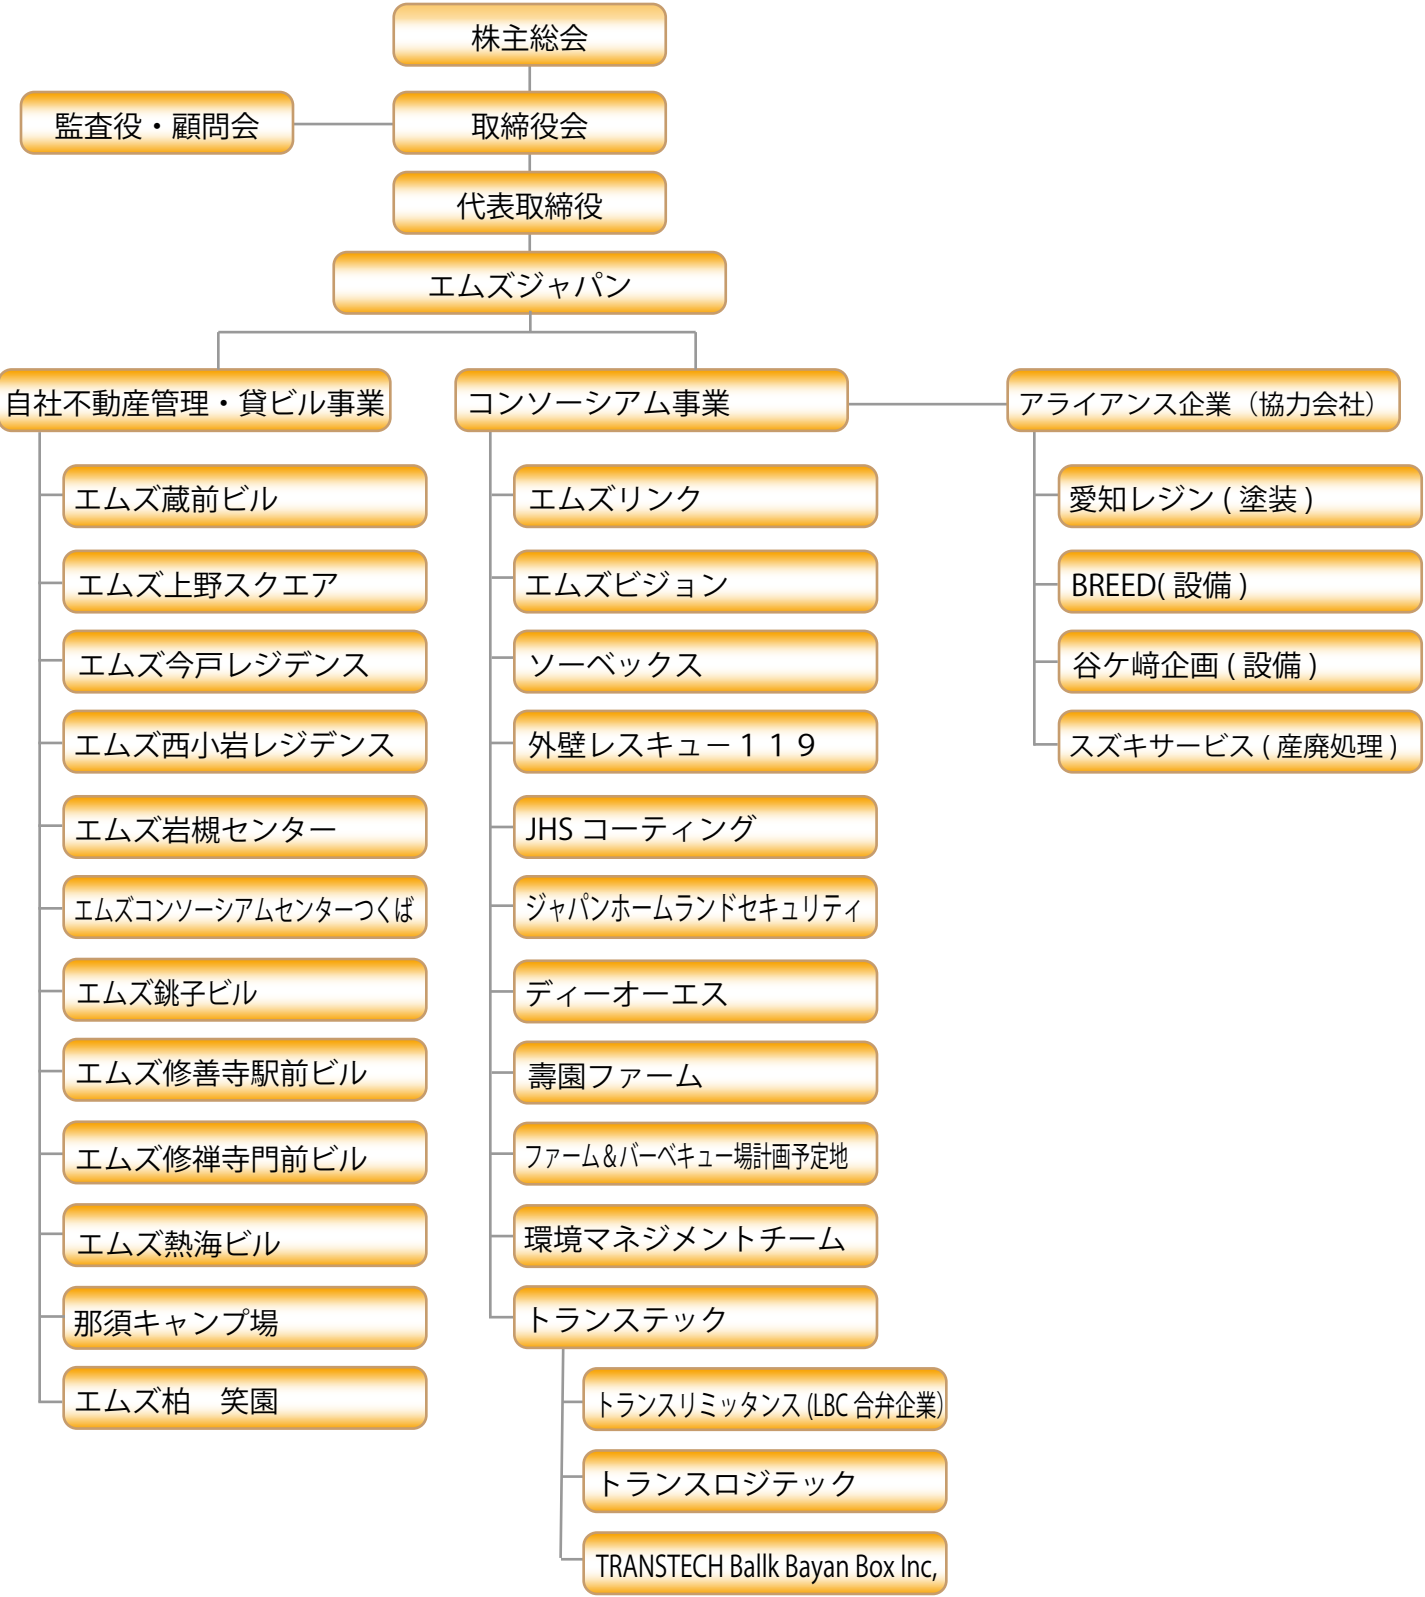 株主総会
監査役・顧問会
取締役会
代表取締役
エムズジャパン
自社不動産管理・貸ビル事業
エムズ蔵前ビル
エムズ上野スクエア
エムズ今戸レジデンス
エムズ西小岩レジデンス
エムズ岩槻センター
エムズコンソーシアムセンターつくば
エムズ銚子ビル
エムズ修善寺駅前ビル
エムズ修禅寺門前ビル
エムズ熱海ビル
那須キャンプ場
エムズ柏　笑園
コンソーシアム事業
エムズリンク
エムズビジョン
ソーベックス
外壁レスキュー１１９
JHS コーティング
ジャパンホームランドセキュリティ
ディーオーエス
壽園ファーム
ファーム＆バーベキュー場計画予定地
環境マネジメントチーム
トランステック
トランスリミッタンス (LBC 合弁企業)
トランスロジテック
TRANSTECH Ballk Bayan Box Inc,
アライアンス企業（協力会社）
愛知レジン ( 塗装 )
BREED( 設備 )
谷ケ﨑企画 ( 設備 )
スズキサービス ( 産廃処理 )